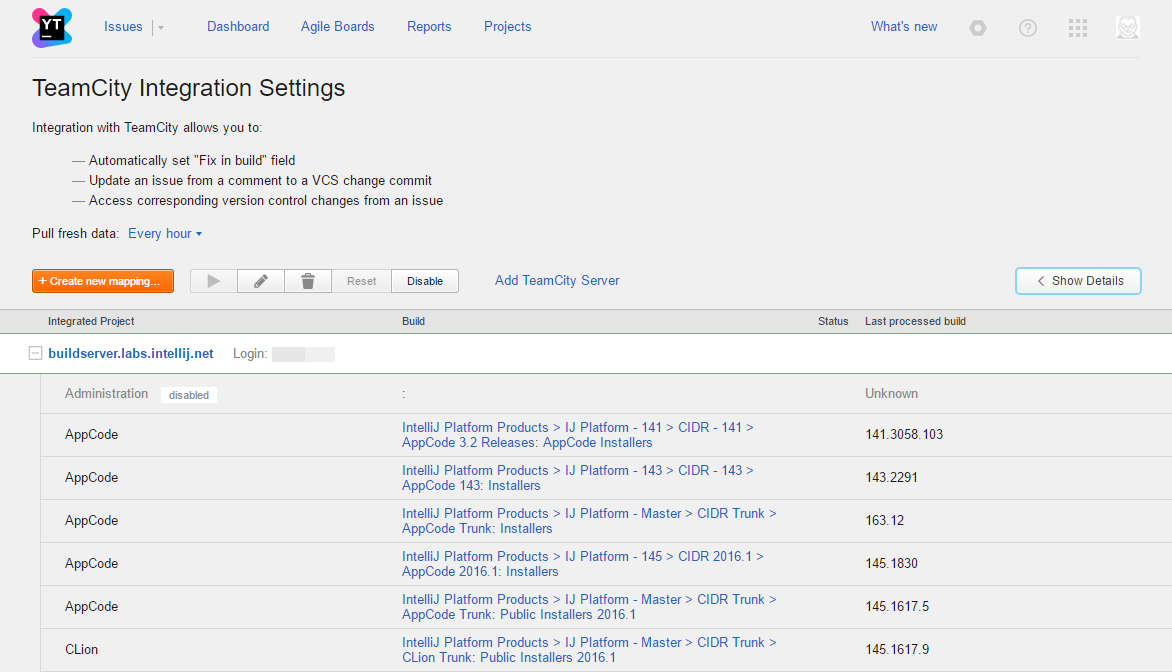 YT
Issues Dashboard Agile Boards Reports Projects What's new
TeamCity Integration Settings
Integration with TeamCity allows you to:
— Automatically set "Fix in build" field
— Update an issue from a comment to a VCS change commit
— Access corresponding version control changes from an issue
Pull fresh data: Every hour
+ Create new mapping... Reset Disable Add TeamCity Server Show Details
Integrated Project Build Status Last processed build
buildserver.labs.intellij.net Login:
Administration disabled : Unknown
AppCode IntelliJ Platform Products > IJ Platform - 141 > CIDR - 141 > 141.3058.103
AppCode 3.2 Releases: AppCode Installers
AppCode IntelliJ Platform Products > IJ Platform - 143 > CIDR - 143 > 143.2291
AppCode 143: Installers
AppCode IntelliJ Platform Products > IJ Platform - Master > CIDR Trunk > 163.12
AppCode Trunk: Installers
AppCode IntelliJ Platform Products > IJ Platform - 145 > CIDR 2016.1 > 145.1830
AppCode 2016.1: Installers
AppCode IntelliJ Platform Products > IJ Platform - Master > CIDR Trunk > 145.1617.5
AppCode Trunk: Public Installers 2016.1
CLion IntelliJ Platform Products > IJ Platform - Master > CIDR Trunk > 145.1617.9
CLion Trunk: Public Installers 2016.1